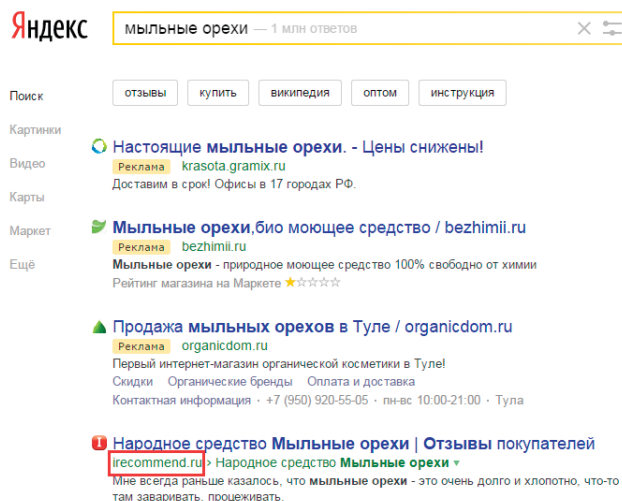 Яндекс
мыльные орехи — 1 млн ответов
отзывы купить википедия оптом инструкция
Поиск
Картинки
Видео
Карты
Маркет
Ещё
Настоящие мыльные орехи. - Цены снижены!
Реклама krasota.gramix.ru
Доставим в срок! Офисы в 17 городах РФ.
Мыльные орехи,био моющее средство / bezhimii.ru
Реклама bezhimii.ru
Мыльные орехи - природное моющее средство 100% свободно от химии
Рейтинг магазина на Маркете ★☆☆☆☆
Продажа мыльных орехов в Туле / organicdom.ru
Реклама organicdom.ru
Первый интернет-магазин органической косметики в Туле!
Скидки Органические бренды Оплата и доставка
Контактная информация · +7 (950) 920-55-05 · пн-вс 10:00-21:00 · Тула
Народное средство Мыльные орехи | Отзывы покупателей
irecommend.ru › Народное средство Мыльные орехи
Мне всегда раньше казалось, что мыльные орехи - это очень долго и хлопотно, что-то
там заваривать, процеживать.